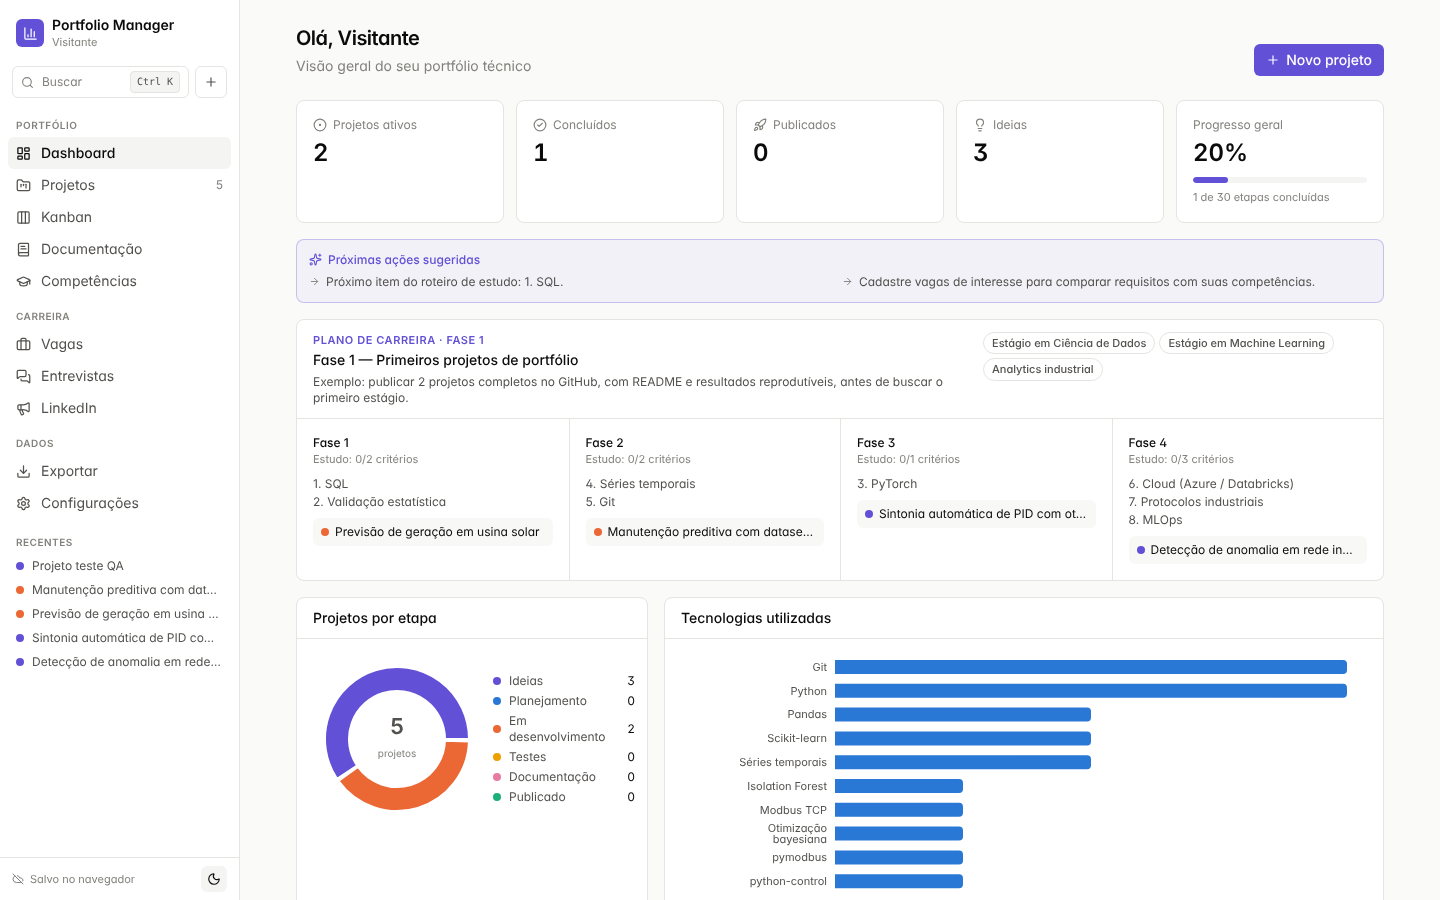 Portfolio Manager
Visitante
Buscar
Ctrl K
PORTFÓLIO
Dashboard
Projetos 5
Kanban
Documentação
Competências
CARREIRA
Vagas
Entrevistas
LinkedIn
DADOS
Exportar
Configurações
RECENTES
Projeto teste QA
Manutenção preditiva com dat...
Previsão de geração em usina ...
Sintonia automática de PID co...
Detecção de anomalia em rede...
Salvo no navegador
Olá, Visitante
Visão geral do seu portfólio técnico
Novo projeto
Projetos ativos
2
Concluídos
1
Publicados
0
Ideias
3
Progresso geral
20%
1 de 30 etapas concluídas
Próximas ações sugeridas
Próximo item do roteiro de estudo: 1. SQL.
Cadastre vagas de interesse para comparar requisitos com suas competências.
PLANO DE CARREIRA · FASE 1
Fase 1 — Primeiros projetos de portfólio
Exemplo: publicar 2 projetos completos no GitHub, com README e resultados reprodutíveis, antes de buscar o
primeiro estágio.
Estágio em Ciência de Dados
Estágio em Machine Learning
Analytics industrial
Fase 1
Estudo: 0/2 critérios
1. SQL
2. Validação estatística
Previsão de geração em usina solar
Fase 2
Estudo: 0/2 critérios
4. Séries temporais
5. Git
Manutenção preditiva com datase...
Fase 3
Estudo: 0/1 critérios
3. PyTorch
Sintonia automática de PID com ot...
Fase 4
Estudo: 0/3 critérios
6. Cloud (Azure / Databricks)
7. Protocolos industriais
8. MLOps
Detecção de anomalia em rede in...
Projetos por etapa
5
projetos
Ideias 3
Planejamento 0
Em
desenvolvimento 2
Testes 0
Documentação 0
Publicado 0
Tecnologias utilizadas
Git
Python
Pandas
Scikit-learn
Séries temporais
Isolation Forest
Modbus TCP
Otimização
bayesiana
pymodbus
python-control